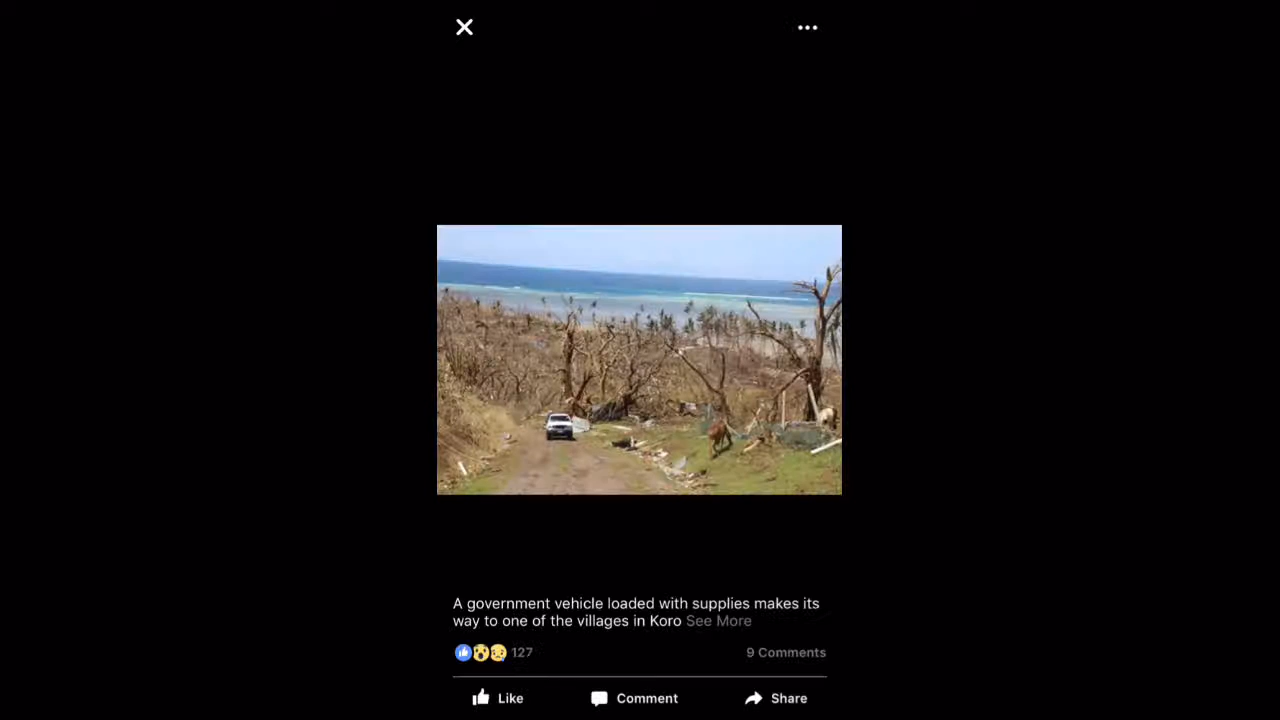 A government vehicle loaded with supplies makes its
way to one of the villages in Koro See More
127
9 Comments
Like
Comment
Share